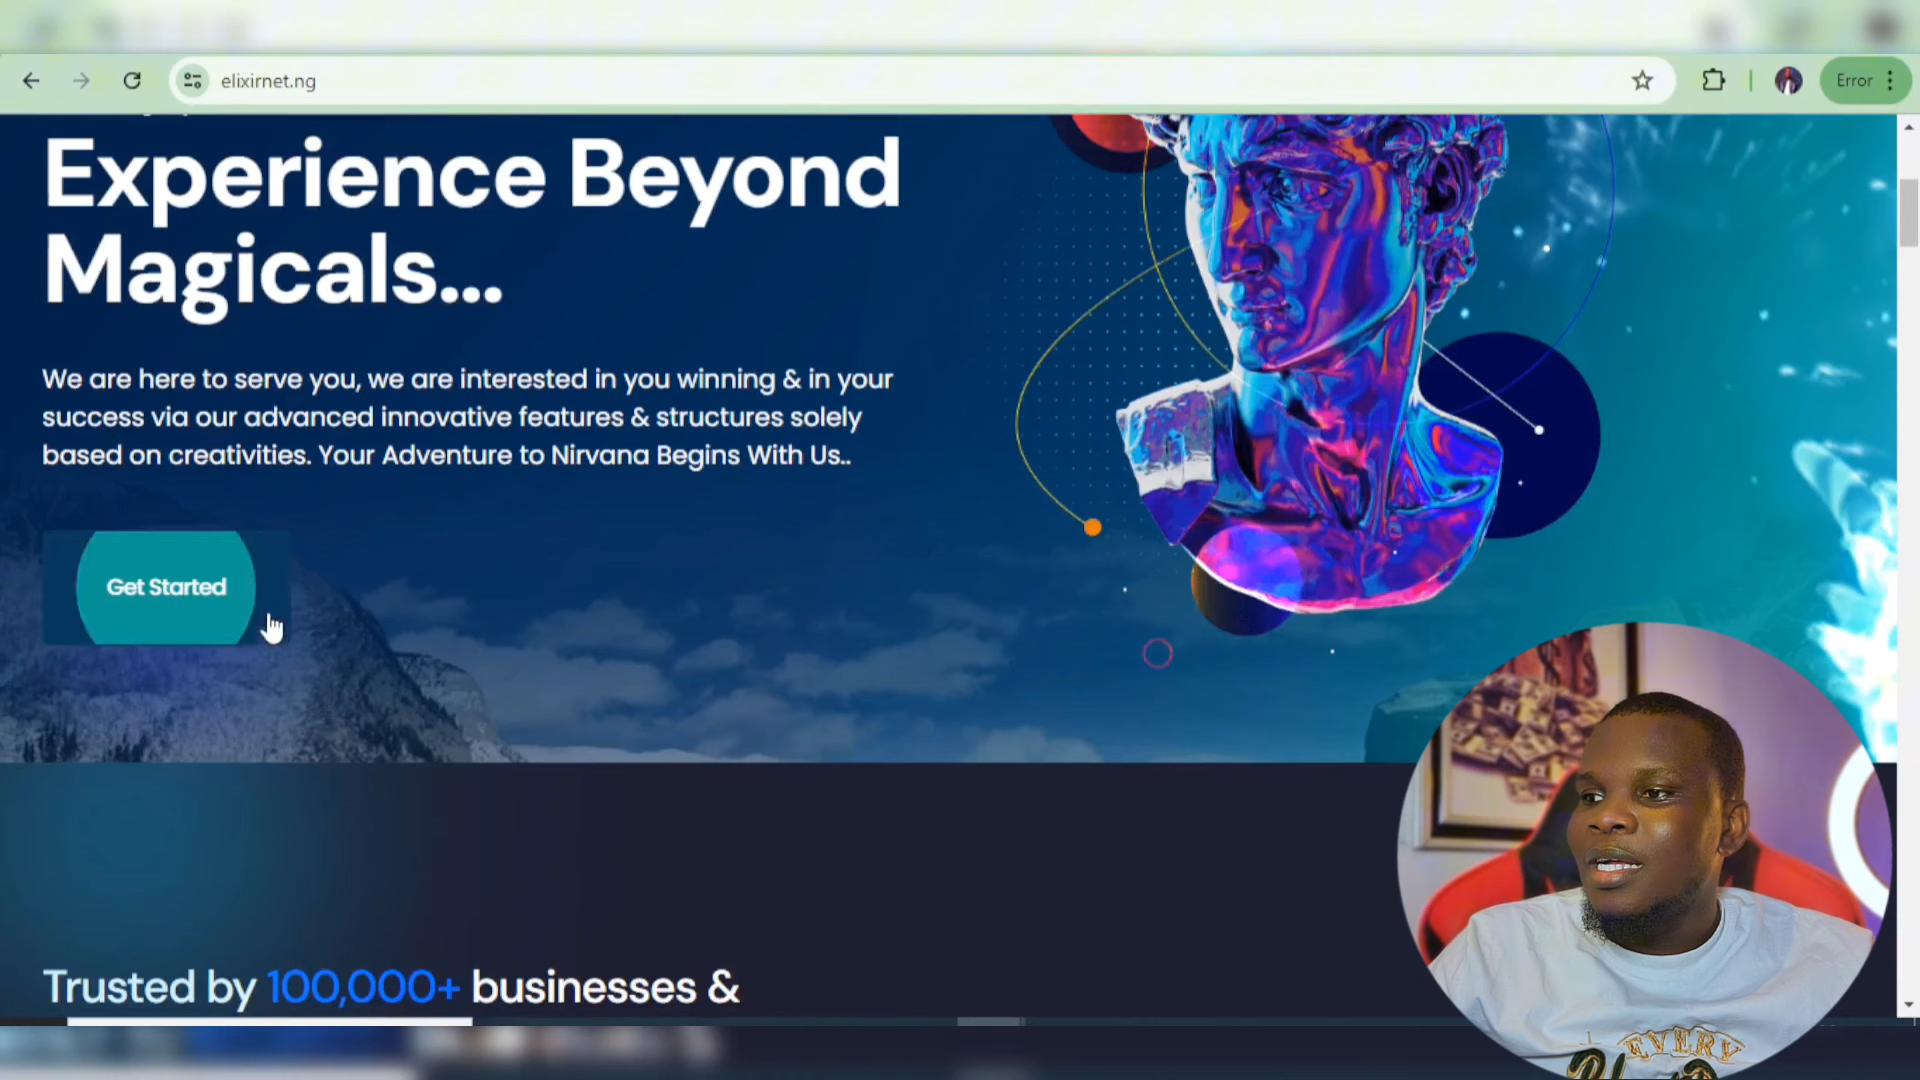 elixirnet.ng
Error
Experience Beyond
Magicals...
We are here to serve you, we are interested in you winning & in your
success via our advanced innovative features & structures solely
based on creativities. Your Adventure to Nirvana Begins With Us..
Get Started
Trusted by 100,000+ businesses &
EVERY